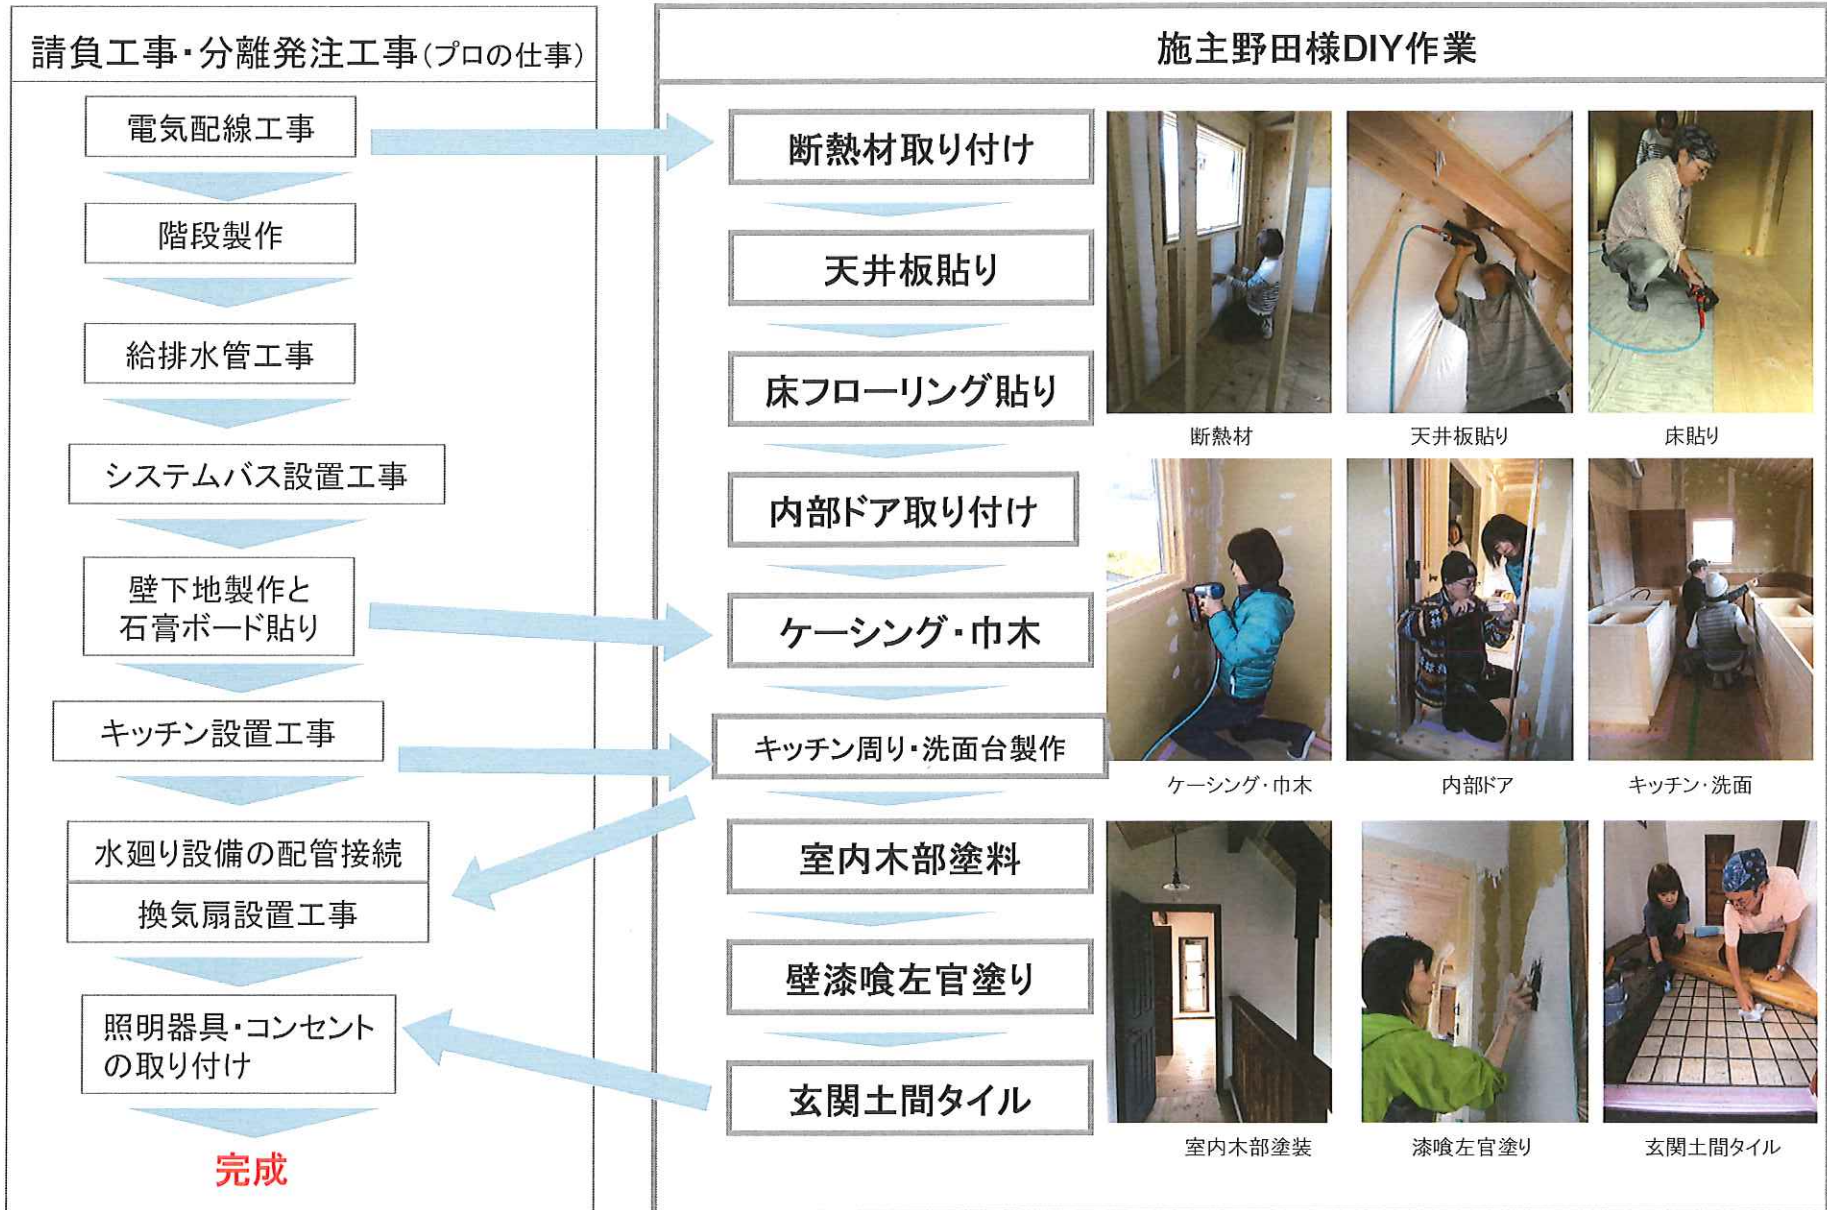 請負工事・分離発注工事(プロの仕事)
電気配線工事
階段製作
給排水管工事
システムバス設置工事
壁下地製作と
石膏ボード貼り
キッチン設置工事
水廻り設備の配管接続
換気扇設置工事
照明器具・コンセント
の取り付け
完成
施主野田様DIY作業
断熱材取り付け
天井板貼り
床フローリング貼り
内部ドア取り付け
ケーシング・巾木
キッチン周り・洗面台製作
室内木部塗料
壁漆喰左官塗り
玄関土間タイル
断熱材
天井板貼り
床貼り
ケーシング・巾木
内部ドア
キッチン・洗面
室内木部塗装
漆喰左官塗り
玄関土間タイル